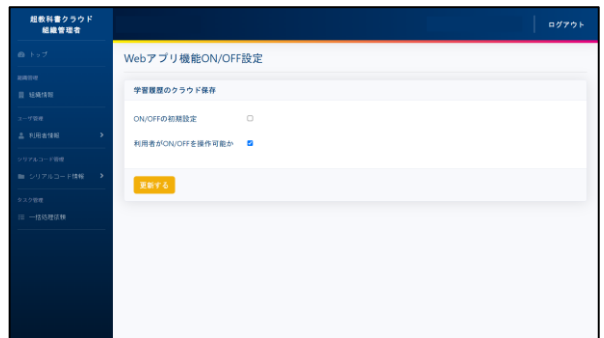 超教科書クラウド
組織管理者
ログアウト
トップ
組織管理
組織情報
ユーザ管理
利用者情報
シリアルコード管理
シリアルコード情報
タスク管理
一括処理依頼
Webアプリ機能ON/OFF設定
学習履歴のクラウド保存
ON/OFFの初期設定
利用者がON/OFFを操作可能か
更新する